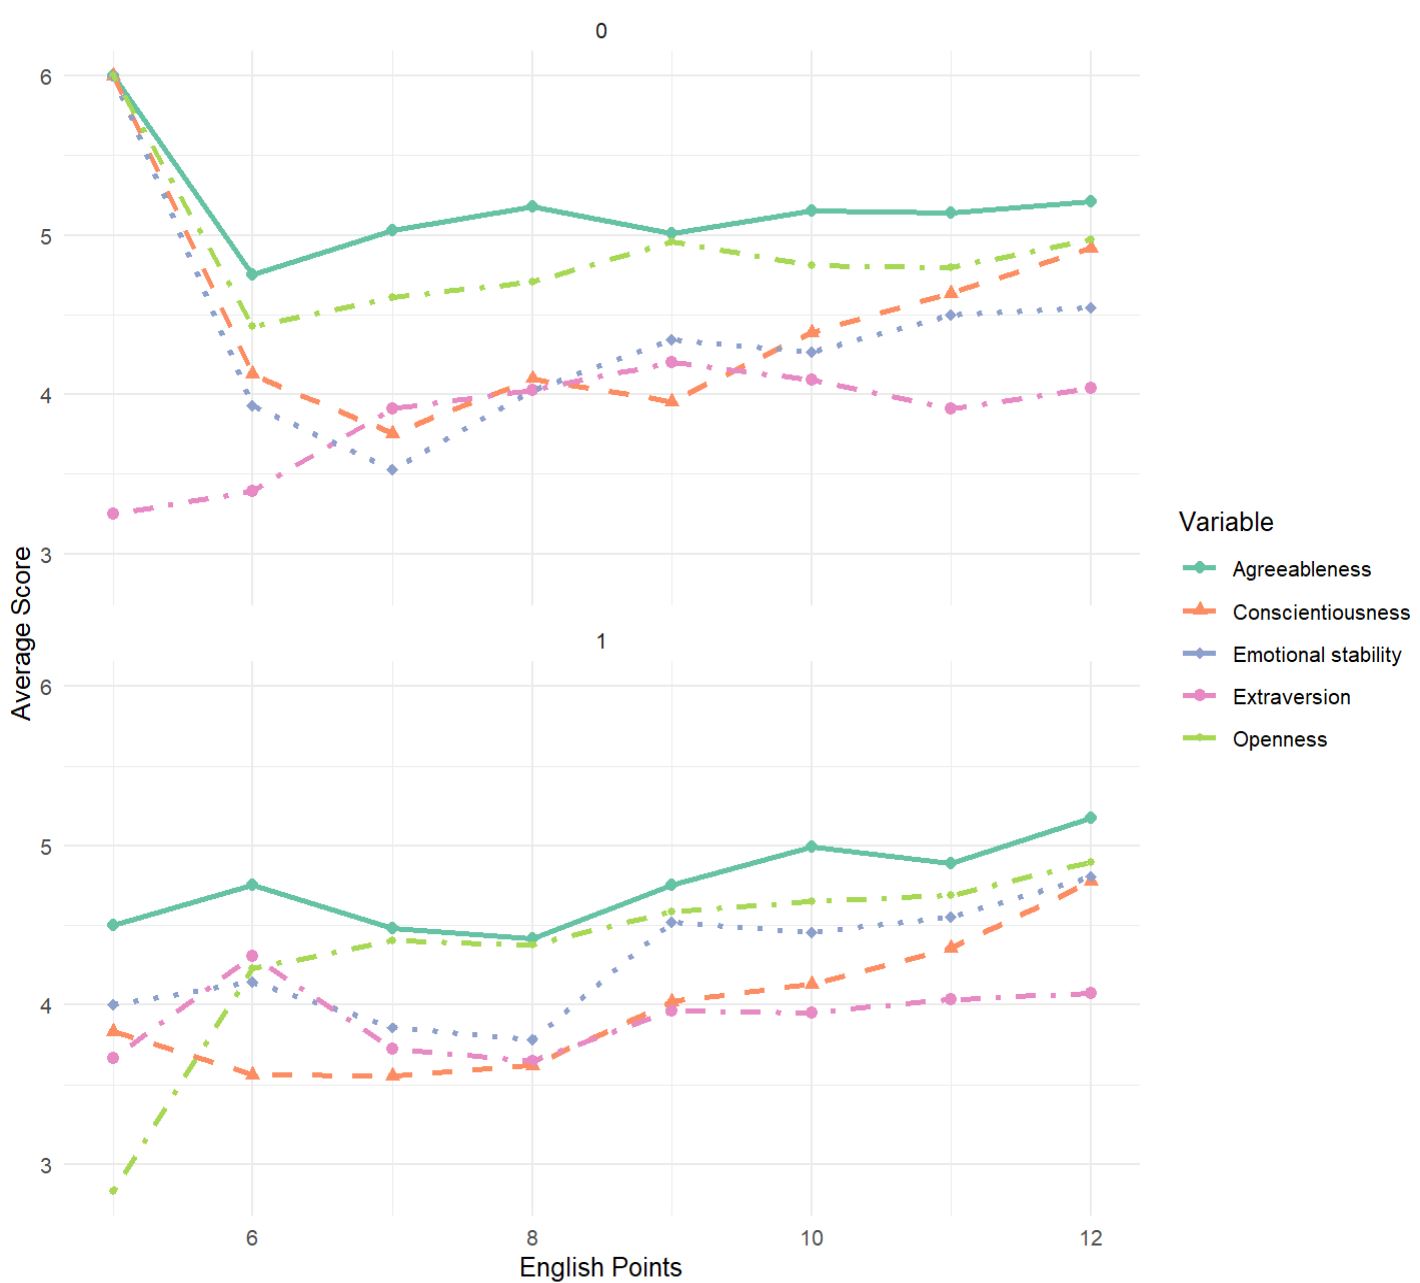 0
6
5
4
3
Average Score
1
6
5
4
3
6 8 10 12
English Points
Variable
Agreeableness
Conscientiousness
Emotional stability
Extraversion
Openness